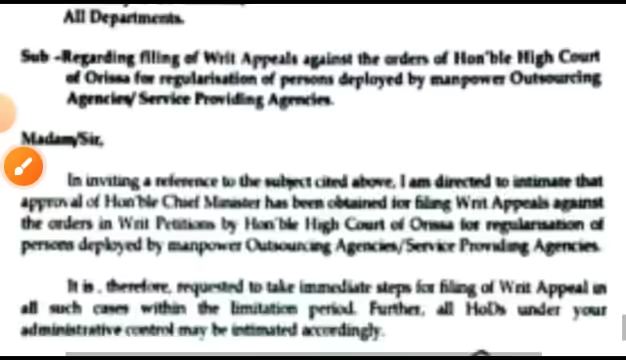 All Departments.
Sub -Regarding filing of Writ Appeals against the orders of Hon'ble High Court
of Orissa for regularisation of persons deployed by manpower Outsourcing
Agencies/ Service Providing Agencies.
Madam/Sir,
In inviting a reference to the subject cited above, I am directed to intimate that
approval of Hon'ble Chief Minister has been obtained for filing Writ Appeals against
the orders in Writ Petitions by Hon'ble High Court of Orissa for regularisation of
persons deployed by manpower Outsourcing Agencies/Service Providing Agencies.
It is , therefore, requested to take immediate steps for filing of Writ Appeal in
all such cases within the limitation period. Further, all HoDs under your
administrative control may be intimated accordingly.